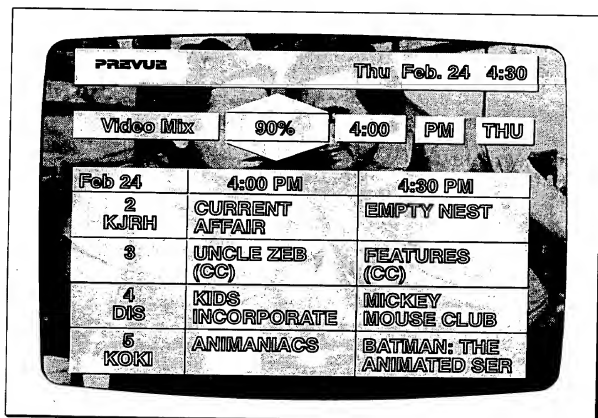 PREVUE
Thu Feb. 24 4:30
Video Mix 90% 4:00 PM THU
Feb 24 4:00 PM 4:30 PM
2 CURRENT EMPTY NEST
KJRH AFFAIR
3 UNCLE ZEB FEATURES
(CC) (CC)
4 KIDS MICKEY
DIS INCORPORATE MOUSE CLUB
5 ANIMANIACS BATMAN: THE
KOKI ANIMATED SER